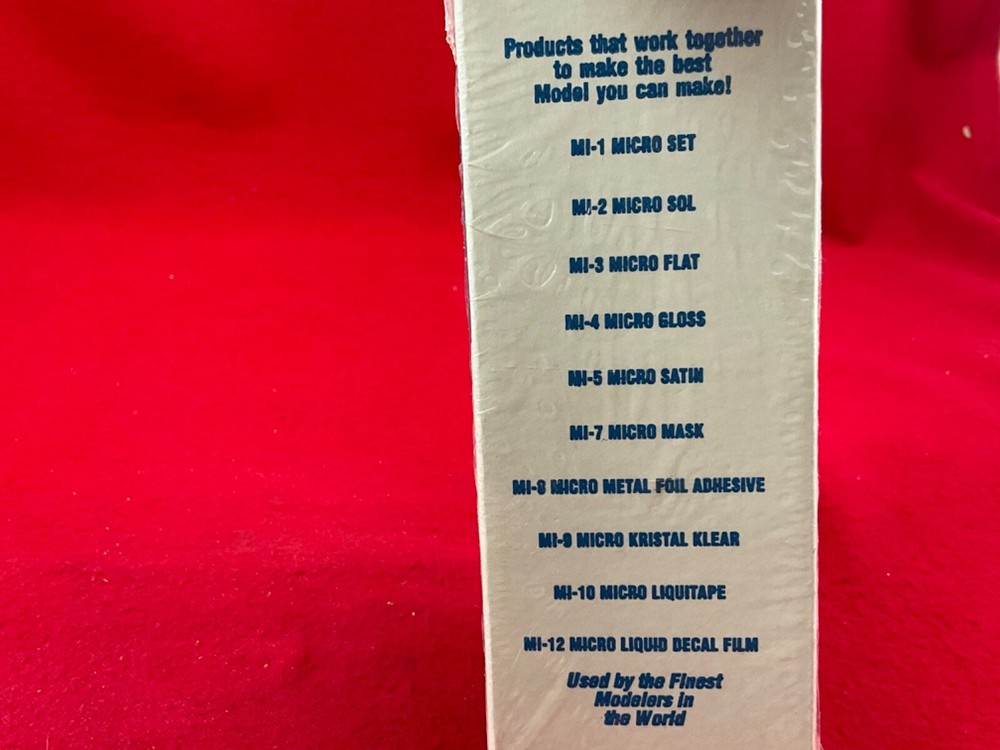 Products that work together
to make the best
Model you can make!
MI-1 MICRO SET
MI-2 MICRO SOL
MI-3 MICRO FLAT
MI-4 MICRO GLOSS
MI-5 MICRO SATIN
MI-7 MICRO MASK
MI-8 MICRO METAL FOIL ADHESIVE
MI-9 MICRO KRISTAL KLEAR
MI-10 MICRO LIQUITAPE
MI-12 MICRO LIQUID DECAL FILM
Used by the Finest
Modelers in
the World